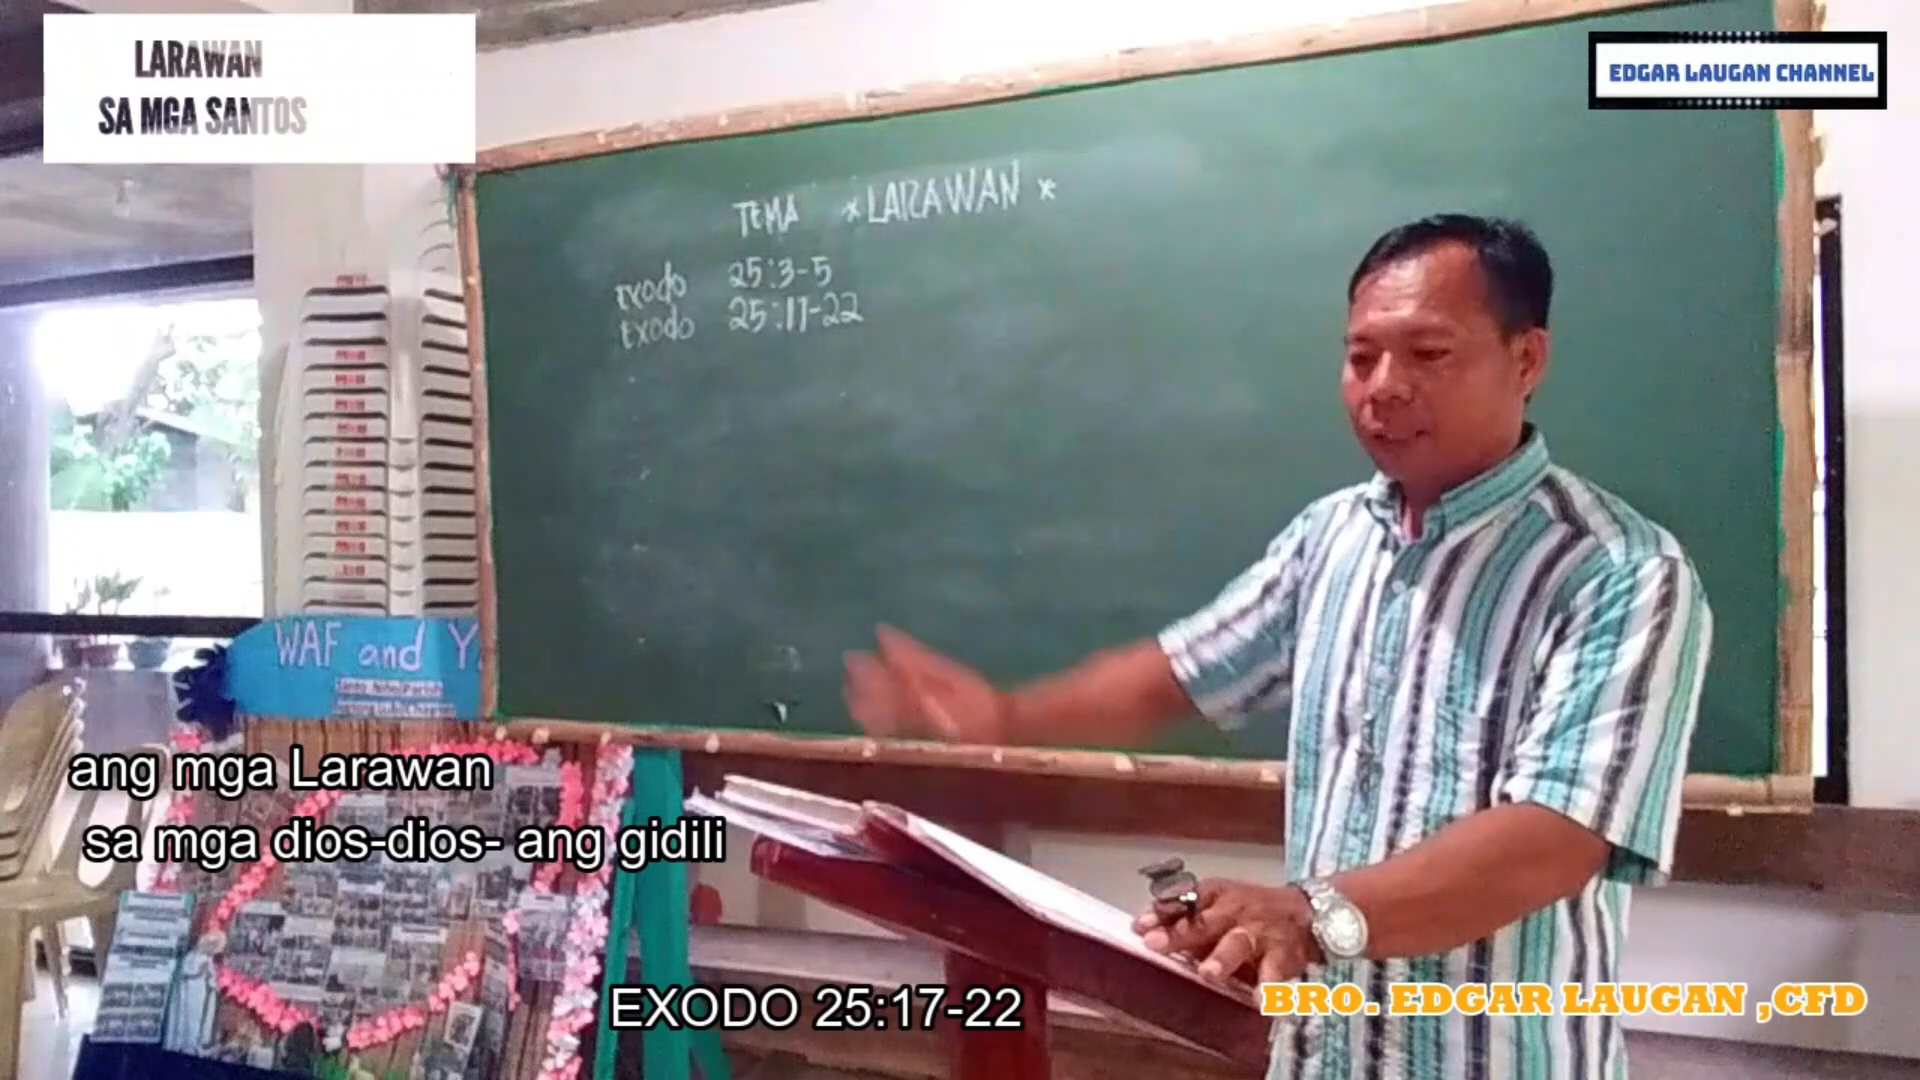 LARAWAN
SA MGA SANTOS
EDGAR LAUGAN CHANNEL
TEMA *LARAWAN*
Exodo 25:3-5
Exodo 25:17-22
WAF and Y
ang mga Larawan
sa mga dios-dios- ang gidili
EXODO 25:17-22
BRO. EDGAR LAUGAN ,CFD